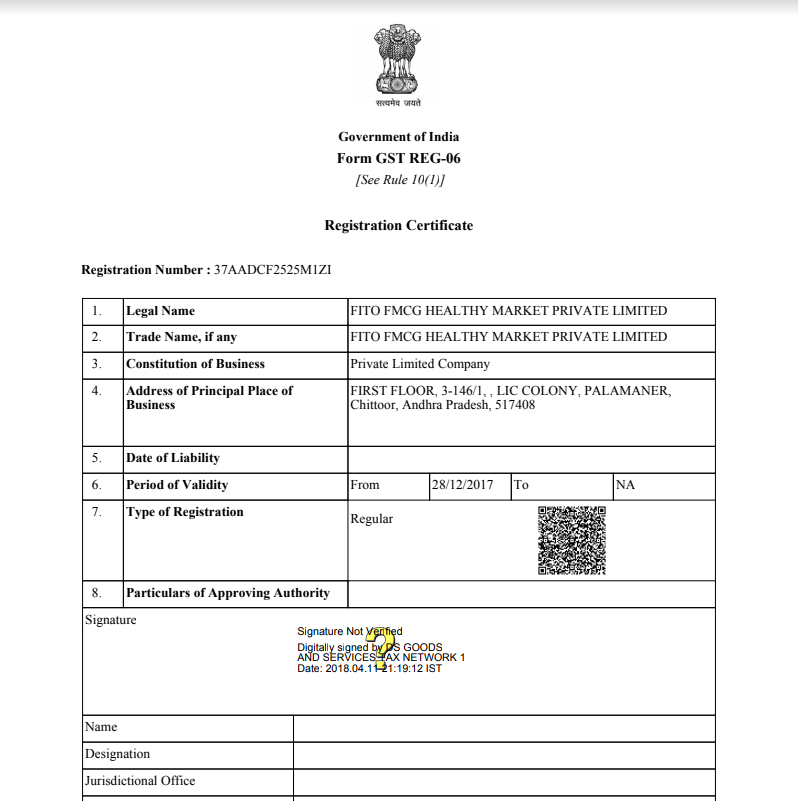 सत्यमेव जयते
Government of India
Form GST REG-06
[See Rule 10(1)]
Registration Certificate
Registration Number : 37AADCF2525M1ZI
1. Legal Name FITO FMCG HEALTHY MARKET PRIVATE LIMITED
2. Trade Name, if any FITO FMCG HEALTHY MARKET PRIVATE LIMITED
3. Constitution of Business Private Limited Company
4. Address of Principal Place of FIRST FLOOR, 3-146/1, , LIC COLONY, PALAMANER,
Business Chittoor, Andhra Pradesh, 517408
5. Date of Liability
6. Period of Validity From 28/12/2017 To NA
7. Type of Registration Regular
8. Particulars of Approving Authority
Signature
Signature Not Verified
Digitally signed by DS GOODS
AND SERVICES TAX NETWORK 1
Date: 2018.04.11 21:19:12 IST
Name
Designation
Jurisdictional Office